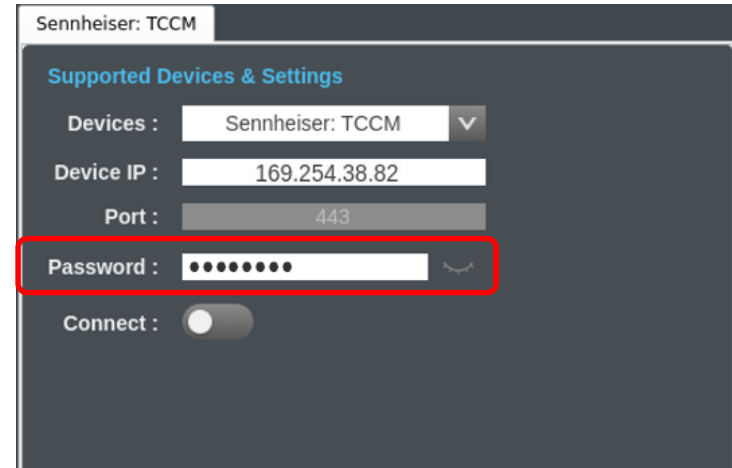 Sennheiser: TCCM
Supported Devices & Settings
Devices : Sennheiser: TCCM
Device IP : 169.254.38.82
Port : 443
Password : ●●●●●●●●
Connect :